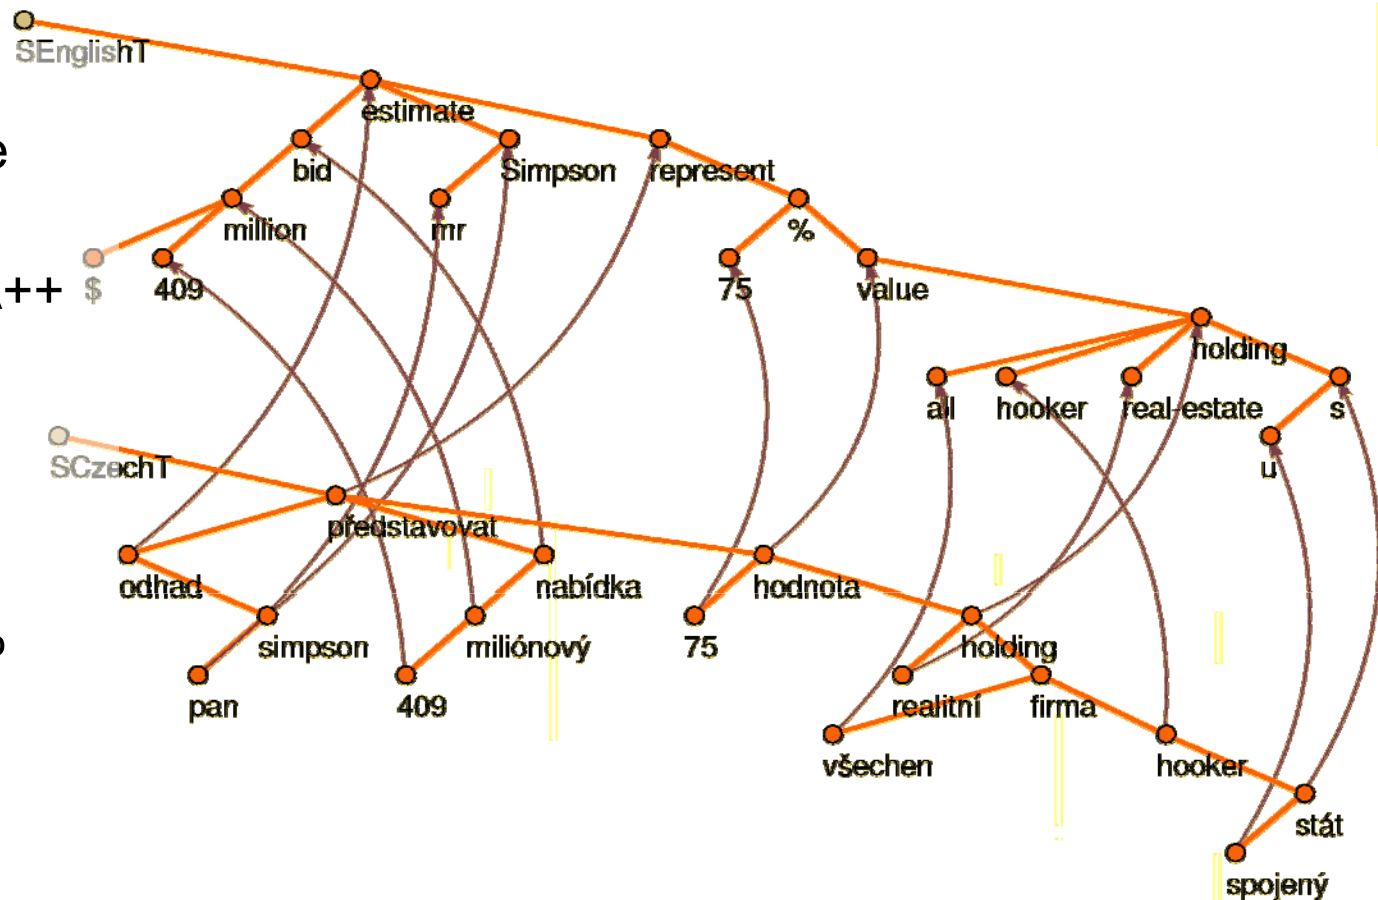 SEnglishT
estimate
e
bid Simpson represent
million mr %
++ $ 409 75 value
holding
all hooker real-estate s
SCzechT u
představovat
odhad nabídka hodnota
simpson miliónový 75 holding
pan 409 realitní firma
všechen hooker
stát
spojený